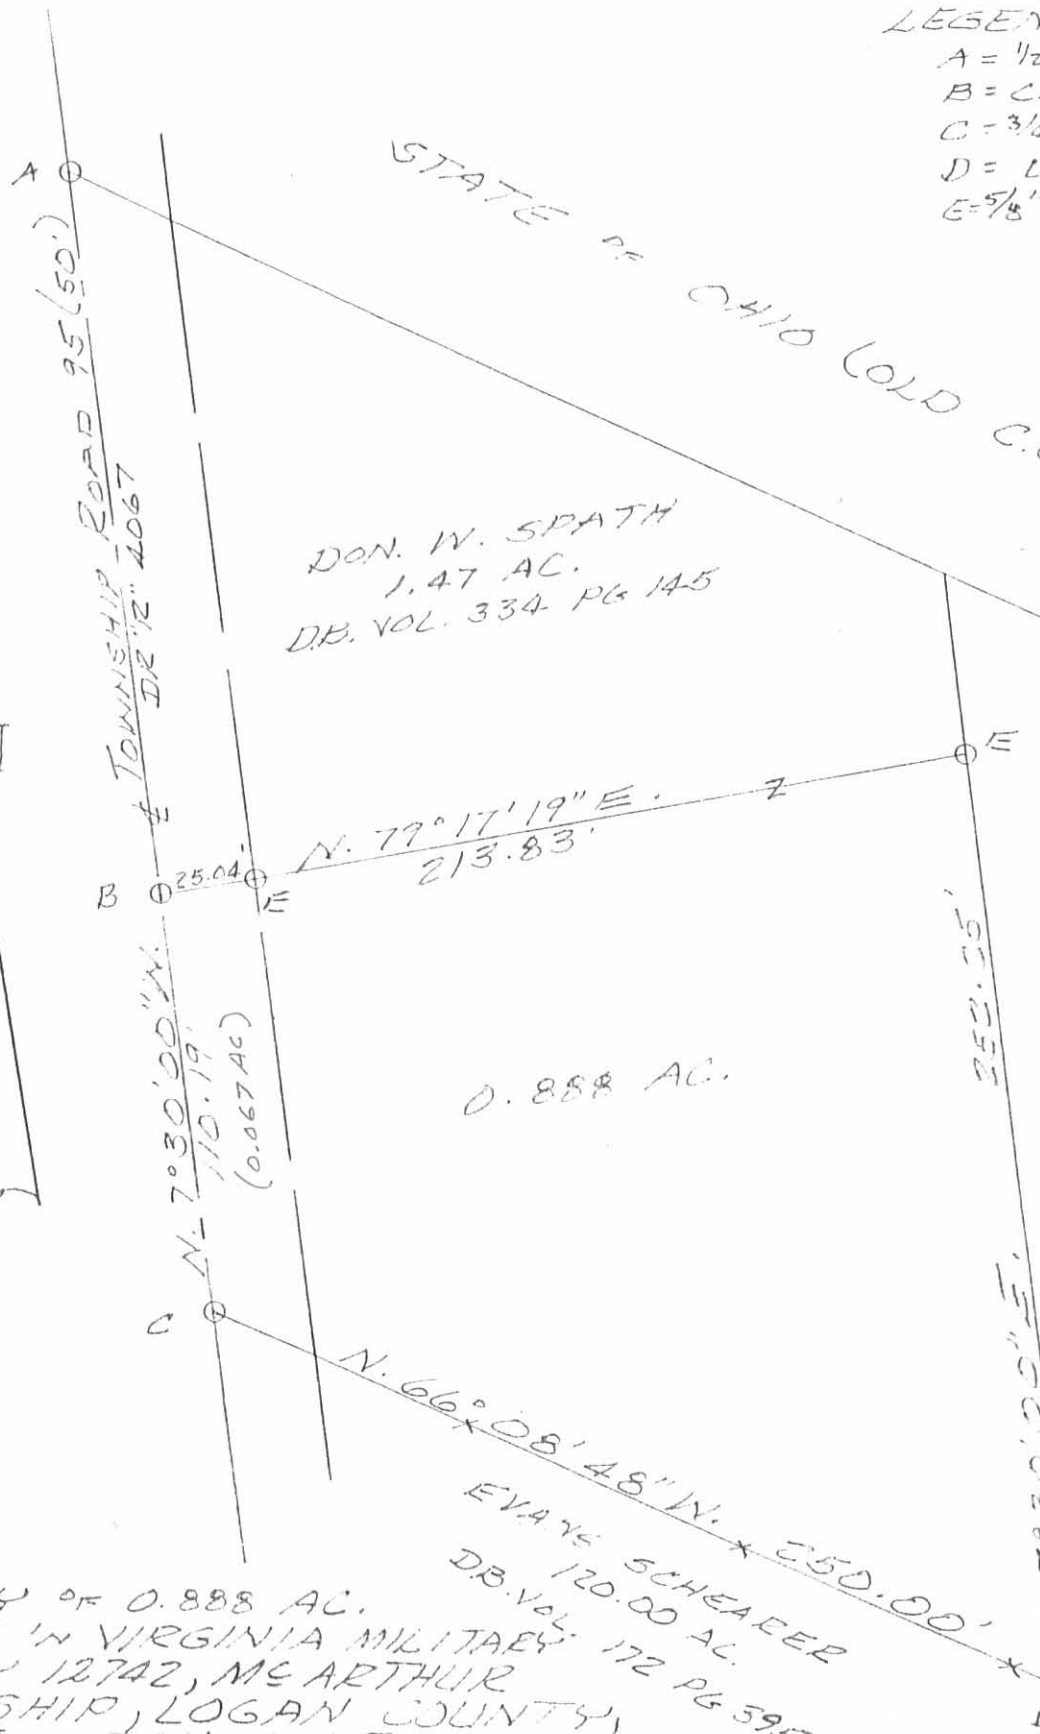 LEGEN
A = 1/2
B = C
C = 3/4
D = L
E = 5/8"
A
STATE OF OHIO (OLD C.
TOWNSHIP ROAD 95 (50')
DR "12" 4067
DON. W. SPATH
1.47 AC.
D.B. VOL. 334 PG 145
E
N. 79° 17' 19" E.
213.83'
Z
B
25.04'
E
N. 7° 30' 00" W.
110.19'
(0.067 AC)
0.888 AC.
C
N. 66° 08' 48" W. 250.00'
SCHEARER
120.00 AC.
D.B. VOL. 172 PG
OF 0.888 AC.
IN VIRGINIA MILITARY
12742, MC ARTHUR
SHIP, LOGAN COUNTY,